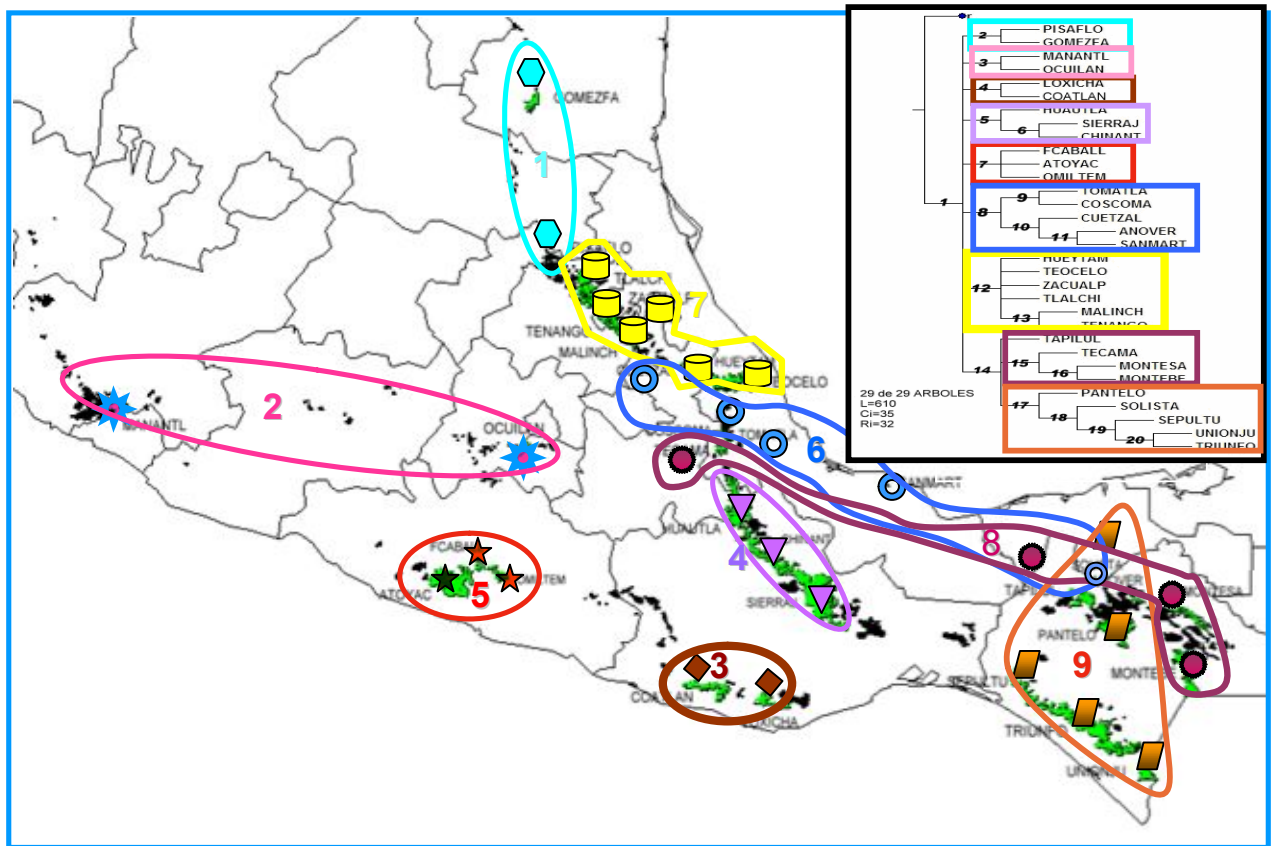 GOMEZFA
1
7
TENANGO
MALINCH
HUEYTAM
2
MANANTL
OCUILAN
6
HUAUTLA
CHINANT
4
SIERRAJ
FCABALL
ATOYAC
OMILTEM
5
3
COATLAN
LOXICHA
8
MONTESA
PANTELO
9
MONTEBE
SEPULTU
TRIUNFO
UNIONJU
2
PISAFLO
GOMEZFA
3
MANANTL
OCUILAN
4
LOXICHA
COATLAN
5
HUAUTLA
6
SIERRAJ
CHINANT
7
FCABALL
ATOYAC
OMILTEM
1
8
9
TOMATLA
COSCOMA
10
CUETZAL
11
ANOVER
SANMART
12
HUEYTAM
TEOCELO
ZACUALP
TLALCHI
13
MALINCH
TENANGO
14
TAPILUL
15
TECAMA
16
MONTESA
MONTEBE
17
PANTELO
18
SOLISTA
19
SEPULTU
20
UNIONJU
TRIUNFO
29 de 29 ARBOLES
L=610
Ci=35
Ri=32